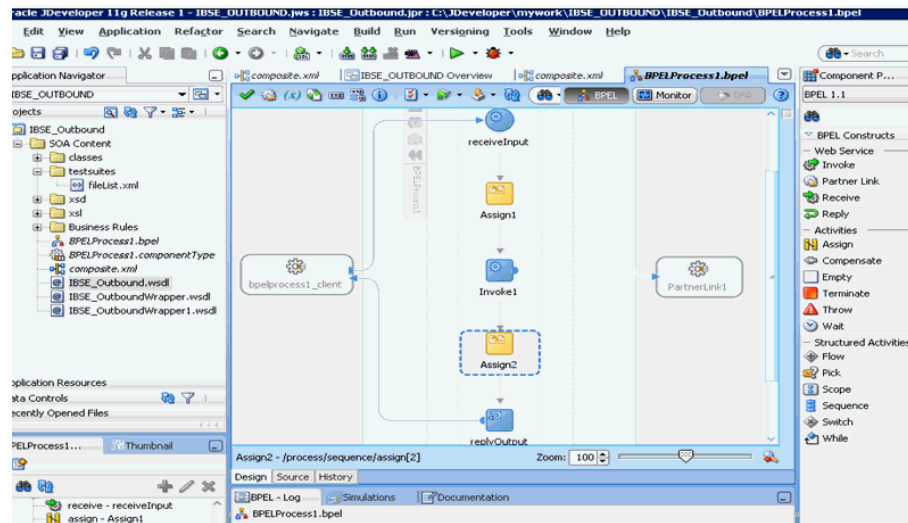 racle JDeveloper 11g Release 1 - IBSE_OUTBOUND.jws : IBSE_Outbound.jpr : C:\JDeveloper\mywork\IBSE_OUTBOUND\IBSE_Outbound\BPELProcess1.bpel
Edit View Application Refactor Search Navigate Build Run Versioning Tools Window Help
Search
pplication Navigator
IBSE_OUTBOUND
ojects
IBSE_Outbound
SOA Content
classes
testsuites
fileList.xml
xsd
xsl
Business Rules
BPELProcess1.bpel
BPELProcess1.componentType
composite.xml
IBSE_Outbound.wsdl
IBSE_OutboundWrapper.wsdl
IBSE_OutboundWrapper1.wsdl
pplication Resources
ata Controls
ecently Opened Files
PELProcess1...
Thumbnail
receive - receiveInput
assign - Assign1
composite.xml
IBSE_OUTBOUND Overview
composite.xml
BPELProcess1.bpel
BPEL
Monitor
BPA
BPELProcess1
receiveInput
Assign1
bpelprocess1_client
Invoke1
PartnerLink1
Assign2
replyOutput
Assign2 - /process/sequence/assign[2]
Zoom: 100
Design Source History
BPEL - Log
Simulations
Documentation
BPELProcess1.bpel
Component P...
BPEL 1.1
BPEL Constructs
Web Service
Invoke
Partner Link
Receive
Reply
Activities
Assign
Compensate
Empty
Terminate
Throw
Wait
Structured Activities
Flow
Pick
Scope
Sequence
Switch
While